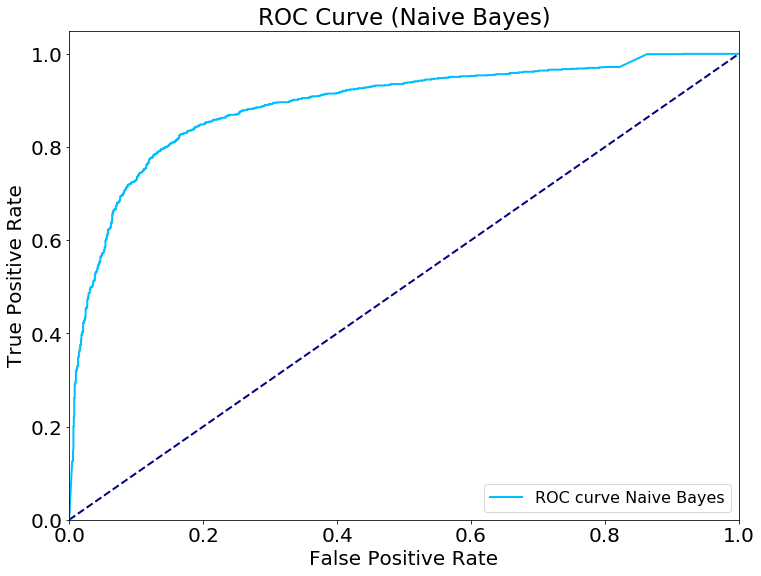 ROC Curve (Naive Bayes)
True Positive Rate
1.0
0.8
0.6
0.4
0.2
0.0
0.0 0.2 0.4 0.6 0.8 1.0
False Positive Rate
ROC curve Naive Bayes